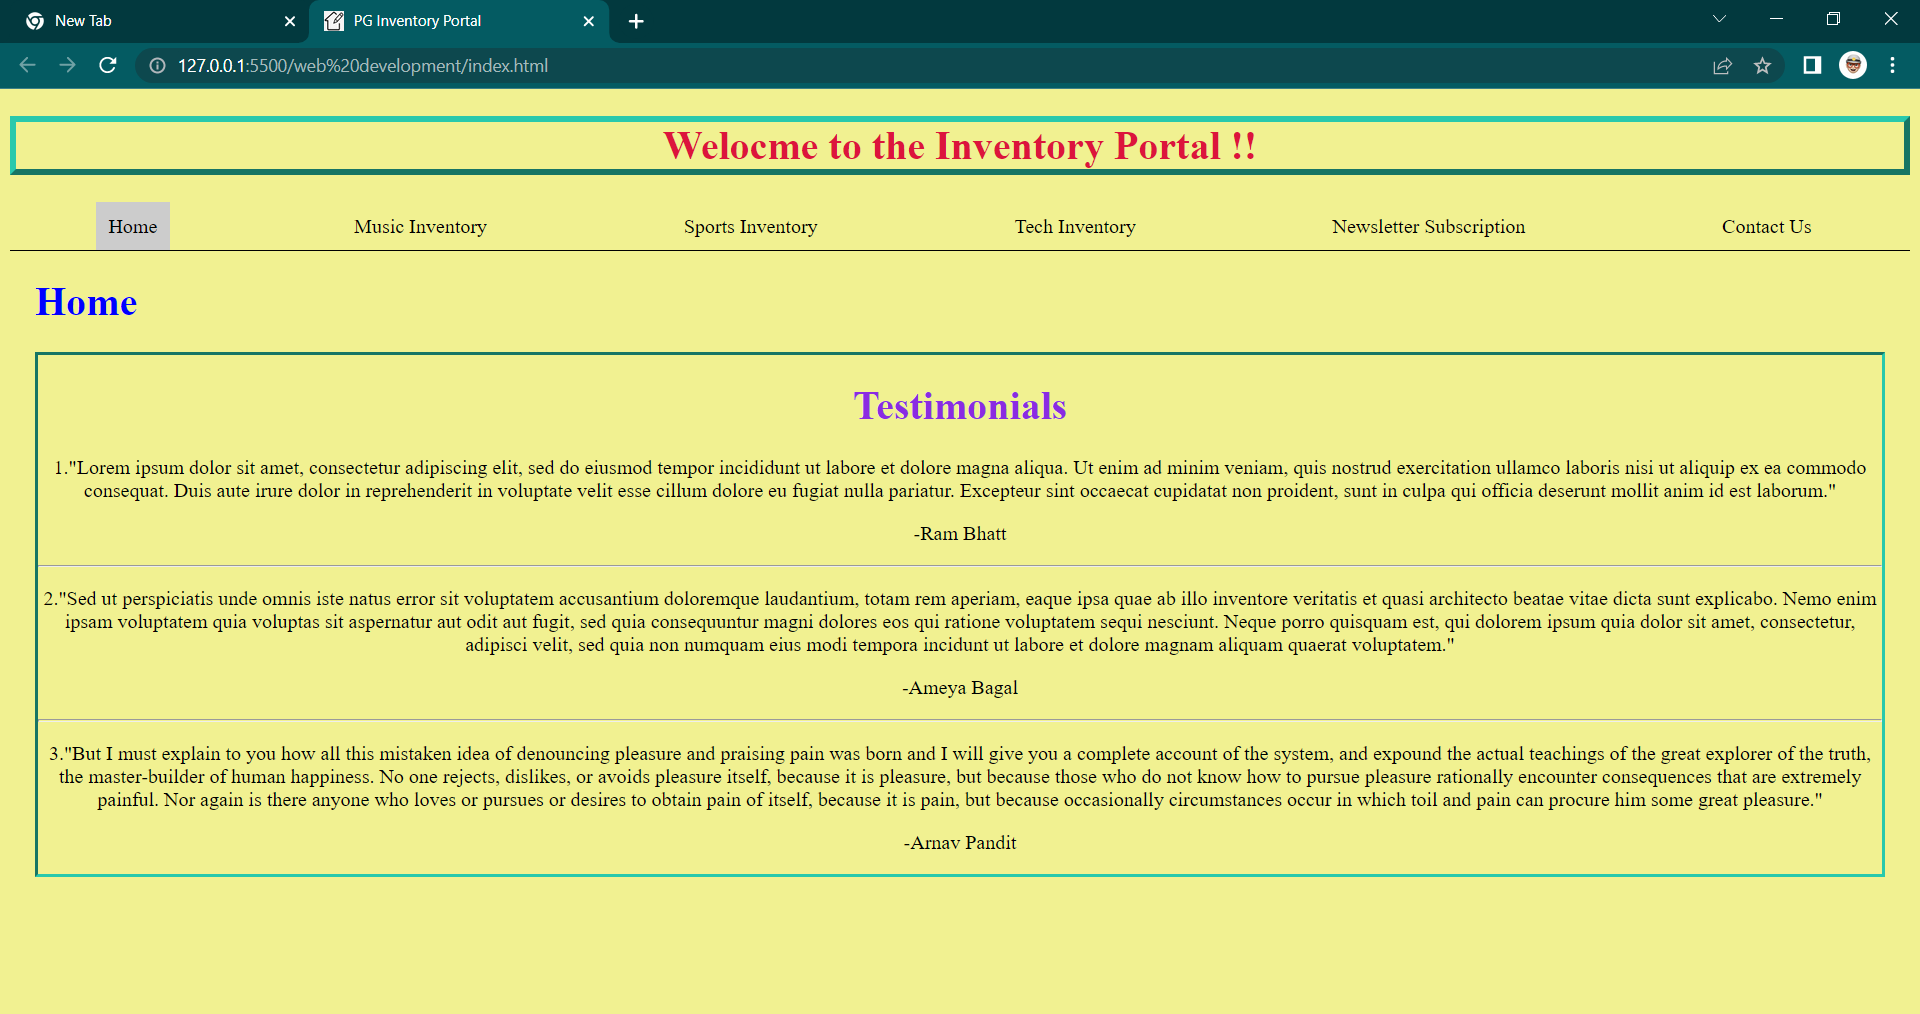 New Tab
PG Inventory Portal
127.0.0.1:5500/web%20development/index.html
Welocme to the Inventory Portal !!
Home
Music Inventory
Sports Inventory
Tech Inventory
Newsletter Subscription
Contact Us
Home
Testimonials
1."Lorem ipsum dolor sit amet, consectetur adipiscing elit, sed do eiusmod tempor incididunt ut labore et dolore magna aliqua. Ut enim ad minim veniam, quis nostrud exercitation ullamco laboris nisi ut aliquip ex ea commodo
consequat. Duis aute irure dolor in reprehenderit in voluptate velit esse cillum dolore eu fugiat nulla pariatur. Excepteur sint occaecat cupidatat non proident, sunt in culpa qui officia deserunt mollit anim id est laborum."
-Ram Bhatt
2."Sed ut perspiciatis unde omnis iste natus error sit voluptatem accusantium doloremque laudantium, totam rem aperiam, eaque ipsa quae ab illo inventore veritatis et quasi architecto beatae vitae dicta sunt explicabo. Nemo enim
ipsam voluptatem quia voluptas sit aspernatur aut odit aut fugit, sed quia consequuntur magni dolores eos qui ratione voluptatem sequi nesciunt. Neque porro quisquam est, qui dolorem ipsum quia dolor sit amet, consectetur,
adipisci velit, sed quia non numquam eius modi tempora incidunt ut labore et dolore magnam aliquam quaerat voluptatem."
-Ameya Bagal
3."But I must explain to you how all this mistaken idea of denouncing pleasure and praising pain was born and I will give you a complete account of the system, and expound the actual teachings of the great explorer of the truth,
the master-builder of human happiness. No one rejects, dislikes, or avoids pleasure itself, because it is pleasure, but because those who do not know how to pursue pleasure rationally encounter consequences that are extremely
painful. Nor again is there anyone who loves or pursues or desires to obtain pain of itself, because it is pain, but because occasionally circumstances occur in which toil and pain can procure him some great pleasure."
-Arnav Pandit